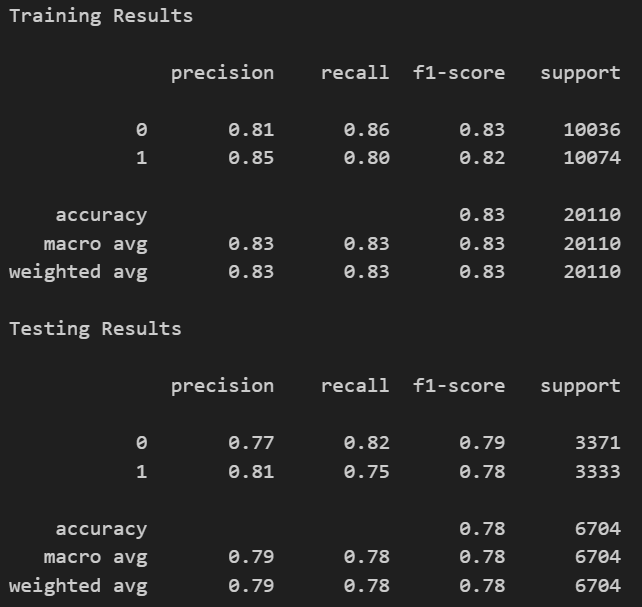 Training Results
precision recall f1-score support
0 0.81 0.86 0.83 10036
1 0.85 0.80 0.82 10074
accuracy 0.83 20110
macro avg 0.83 0.83 0.83 20110
weighted avg 0.83 0.83 0.83 20110
Testing Results
precision recall f1-score support
0 0.77 0.82 0.79 3371
1 0.81 0.75 0.78 3333
accuracy 0.78 6704
macro avg 0.79 0.78 0.78 6704
weighted avg 0.79 0.78 0.78 6704